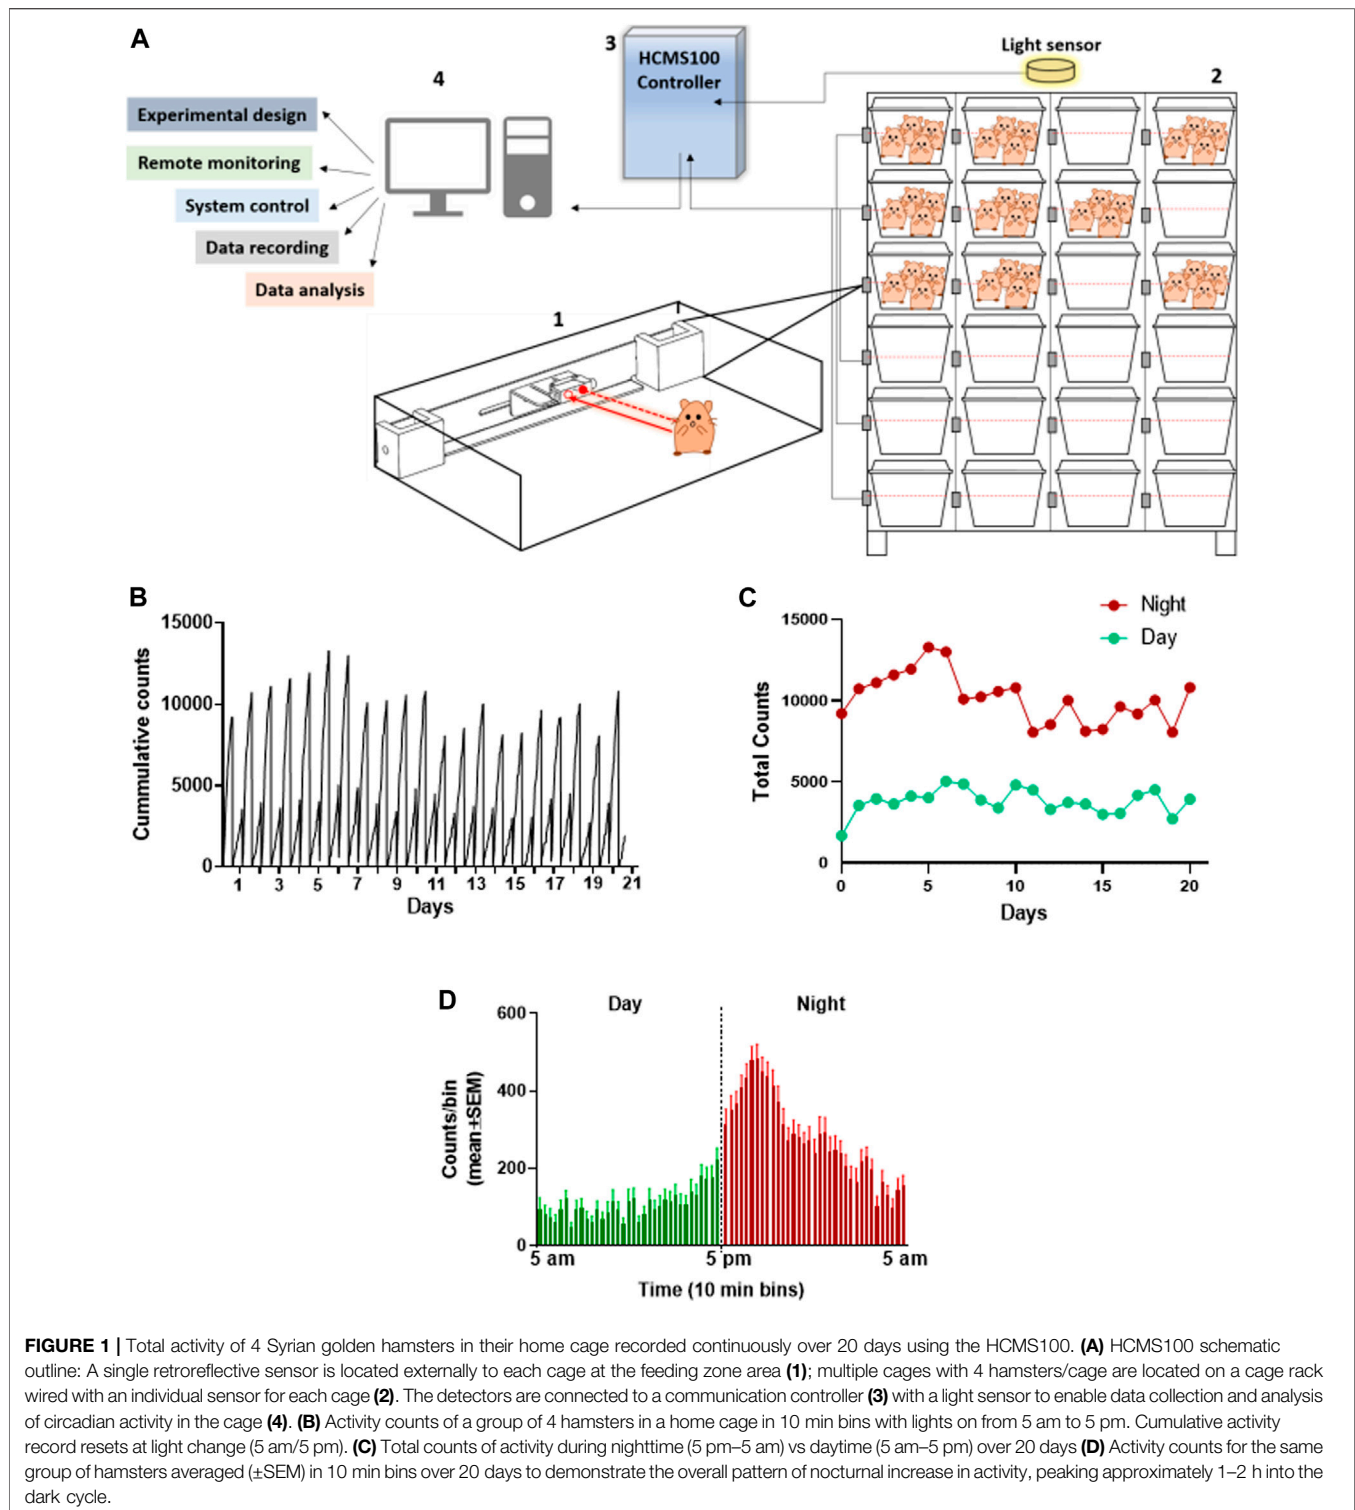 A
3
HCMS100
Controller
Light sensor
2
4
Experimental design
Remote monitoring
System control
Data recording
Data analysis
1
B
15000
10000
5000
0
Cummulative counts
1 3 5 7 9 11 13 15 17 19 21
Days
C
Night
Day
15000
10000
5000
0
Total Counts
0 5 10 15 20
Days
D
Day
Night
600
400
200
0
Counts/bin
(mean±SEM)
5 am 5 pm 5 am
Time (10 min bins)
FIGURE 1 | Total activity of 4 Syrian golden hamsters in their home cage recorded continuously over 20 days using the HCMS100. (A) HCMS100 schematic
outline: A single retroreflective sensor is located externally to each cage at the feeding zone area (1); multiple cages with 4 hamsters/cage are located on a cage rack
wired with an individual sensor for each cage (2). The detectors are connected to a communication controller (3) with a light sensor to enable data collection and analysis
of circadian activity in the cage (4). (B) Activity counts of a group of 4 hamsters in a home cage in 10 min bins with lights on from 5 am to 5 pm. Cumulative activity
record resets at light change (5 am/5 pm). (C) Total counts of activity during nighttime (5 pm–5 am) vs daytime (5 am–5 pm) over 20 days (D) Activity counts for the same
group of hamsters averaged (±SEM) in 10 min bins over 20 days to demonstrate the overall pattern of nocturnal increase in activity, peaking approximately 1–2 h into the
dark cycle.